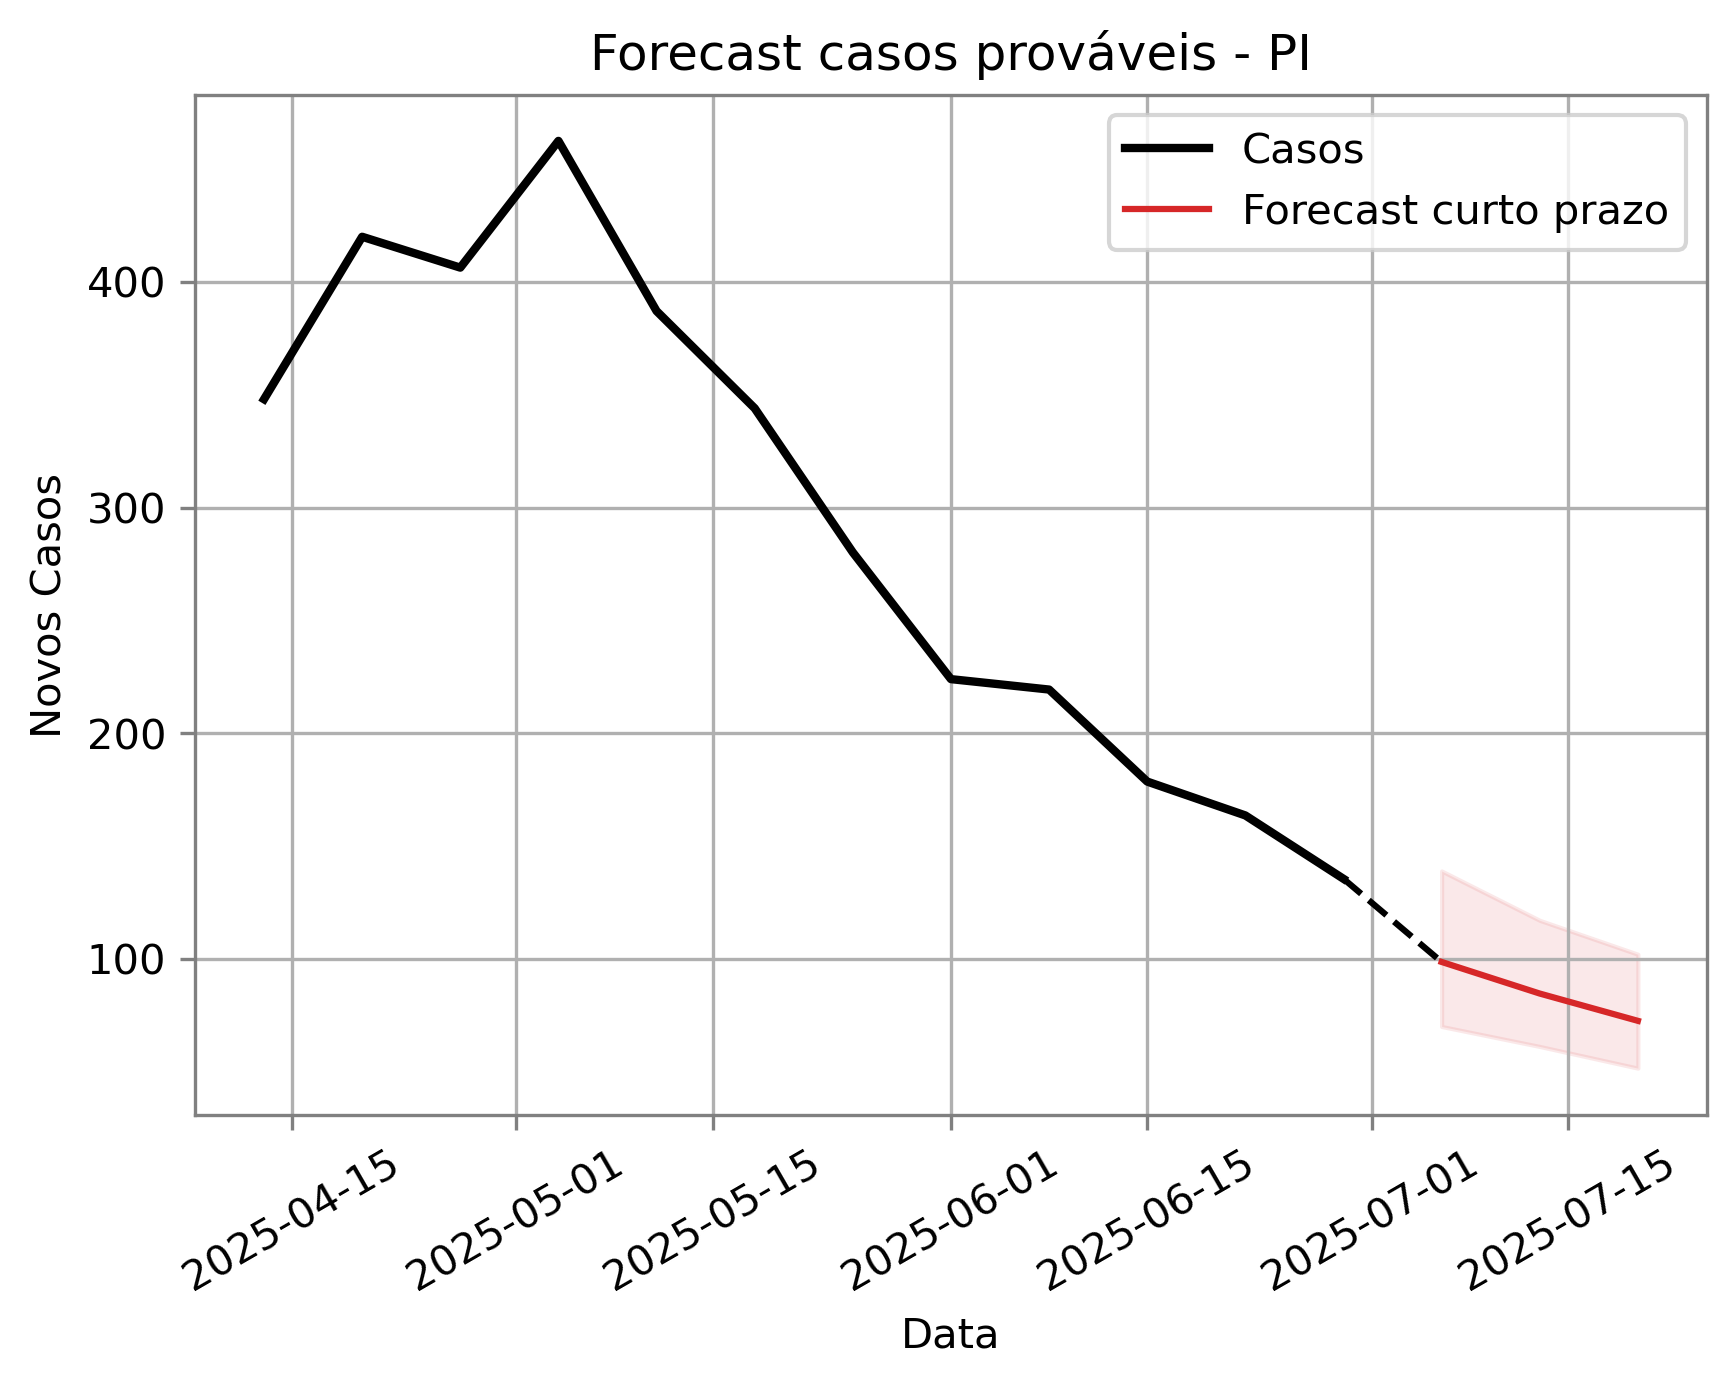 Forecast casos prováveis - PI
Casos
Forecast curto prazo
Novos Casos
400
300
200
100
2025-04-15
2025-05-01
2025-05-15
2025-06-01
2025-06-15
2025-07-01
2025-07-15
Data